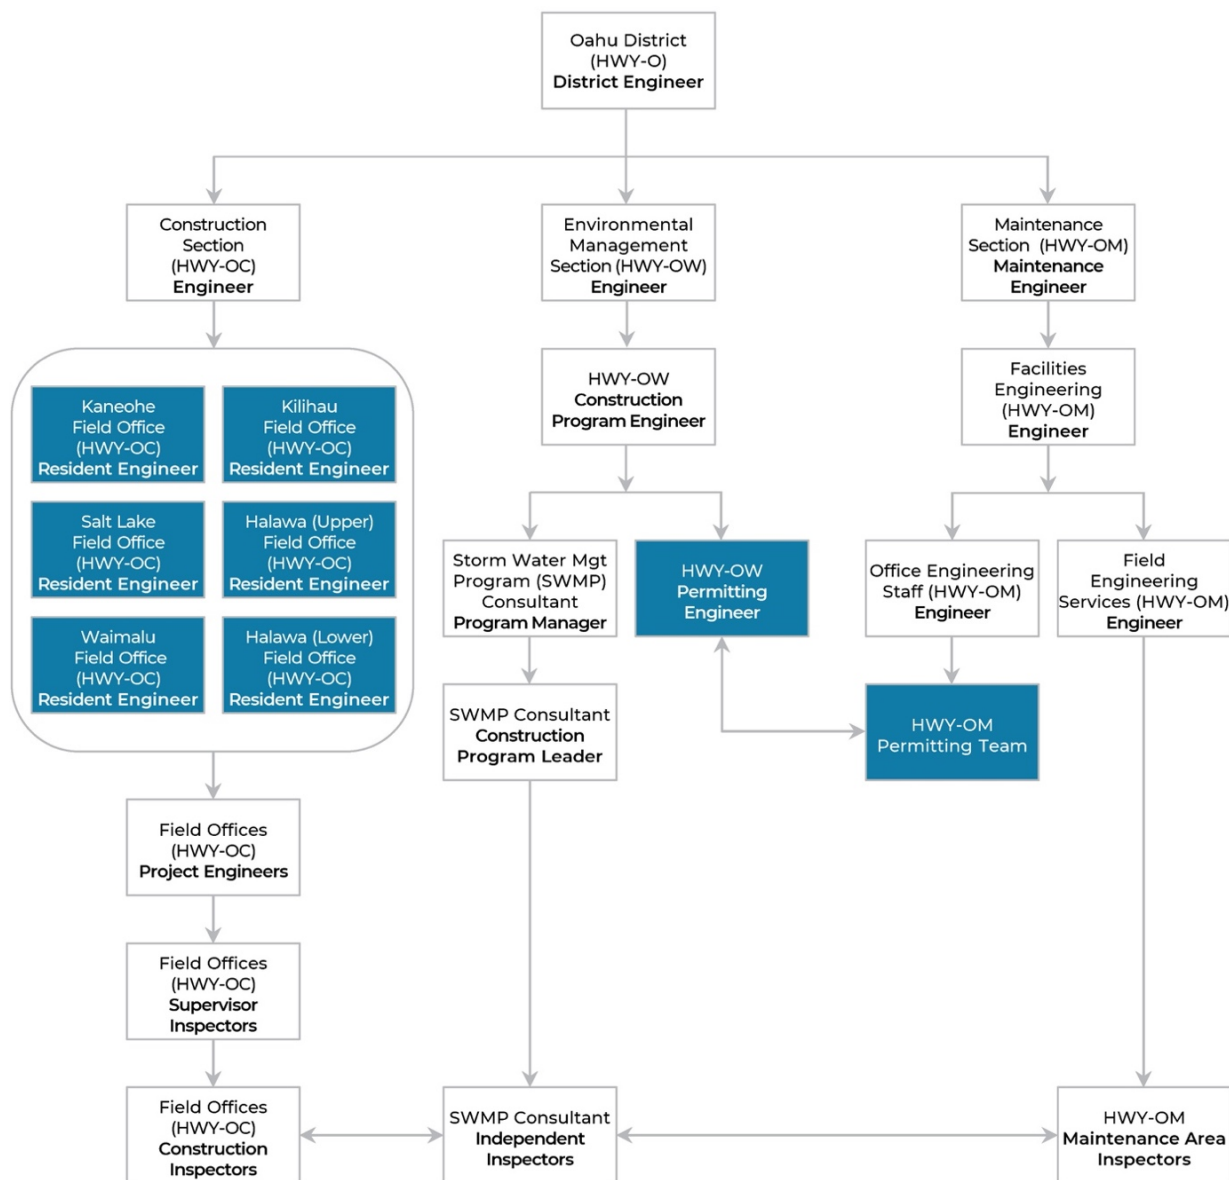 Oahu District
(HWY-O)
District Engineer
Construction
Section
(HWY-OC)
Engineer
Environmental
Management
Section (HWY-OW)
Engineer
Maintenance
Section (HWY-OM)
Maintenance
Engineer
Kaneohe
Field Office
(HWY-OC)
Resident Engineer
Kilihau
Field Office
(HWY-OC)
Resident Engineer
Salt Lake
Field Office
(HWY-OC)
Resident Engineer
Halawa (Upper)
Field Office
(HWY-OC)
Resident Engineer
Waimalu
Field Office
(HWY-OC)
Resident Engineer
Halawa (Lower)
Field Office
(HWY-OC)
Resident Engineer
HWY-OW
Construction
Program Engineer
Facilities
Engineering
(HWY-OM)
Engineer
Storm Water Mgt
Program (SWMP)
Consultant
Program Manager
HWY-OW
Permitting
Engineer
Office Engineering
Staff (HWY-OM)
Engineer
Field
Engineering
Services (HWY-OM)
Engineer
SWMP Consultant
Construction
Program Leader
HWY-OM
Permitting Team
Field Offices
(HWY-OC)
Project Engineers
Field Offices
(HWY-OC)
Supervisor
Inspectors
Field Offices
(HWY-OC)
Construction
Inspectors
SWMP Consultant
Independent
Inspectors
HWY-OM
Maintenance Area
Inspectors